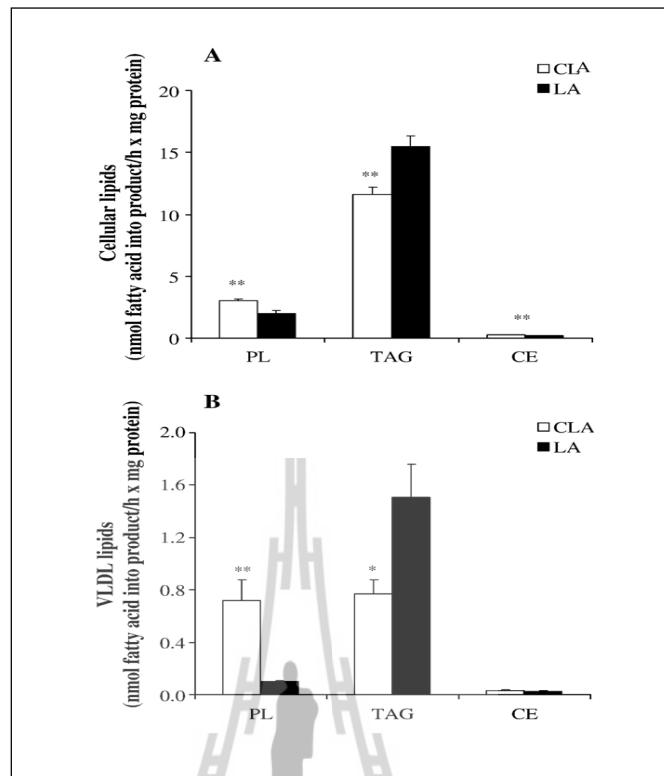 A
CLA
LA
Cellular lipids
(nmol fatty acid into product/h x mg protein)
20
15
10
5
0
**
**
**
PL
TAG
CE
B
CLA
LA
VLDL lipids
(nmol fatty acid into product/h x mg protein)
2.0
1.6
1.2
0.8
0.4
0.0
**
*
PL
TAG
CE